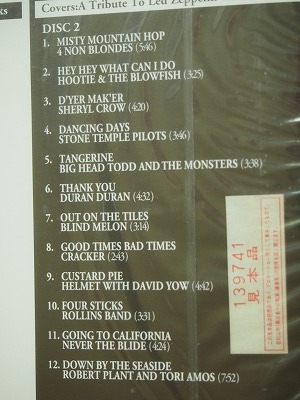 ks
Covers:A Tribute To Led Zeppelin
DISC 2
1. MISTY MOUNTAIN HOP
4 NON BLONDES (5:46)
2. HEY HEY WHAT CAN I DO
HOOTIE & THE BLOWFISH (3:25)
3. D'YER MAK'ER
SHERYL CROW (4:20)
4. DANCING DAYS
STONE TEMPLE PILOTS (3:46)
5. TANGERINE
BIG HEAD TODD AND THE MONSTERS (3:38)
6. THANK YOU
DURAN DURAN (4:32)
7. OUT ON THE TILES
BLIND MELON (3:14)
8. GOOD TIMES BAD TIMES
CRACKER (2:43)
9. CUSTARD PIE
HELMET WITH DAVID YOW (4:42)
10. FOUR STICKS
ROLLINS BAND (3:31)
11. GOING TO CALIFORNIA
NEVER THE BLIDE (4:24)
12. DOWN BY THE SEASIDE
ROBERT PLANT AND TORI AMOS (7:52)
139741
見本品